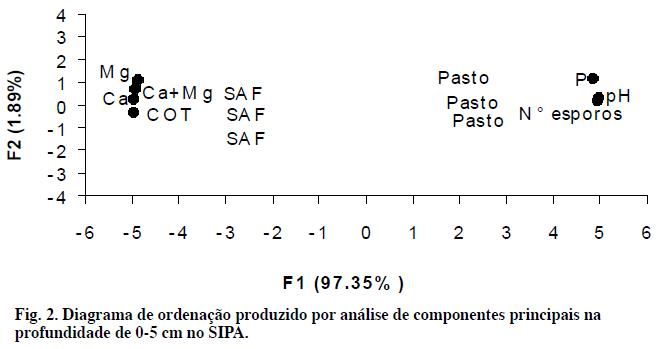 4
3
2
1
0
-1
-2
-3
-4
F2 (1.89%)
Mg
Ca
Ca+Mg
COT
SAF
SAF
SAF
Pasto
Pasto
Pasto
P
pH
N° esporos
-6 -5 -4 -3 -2 -1 0 1 2 3 4 5 6
F1 (97.35% )
Fig. 2. Diagrama de ordenação produzido por análise de componentes principais na
profundidade de 0-5 cm no SIPA.